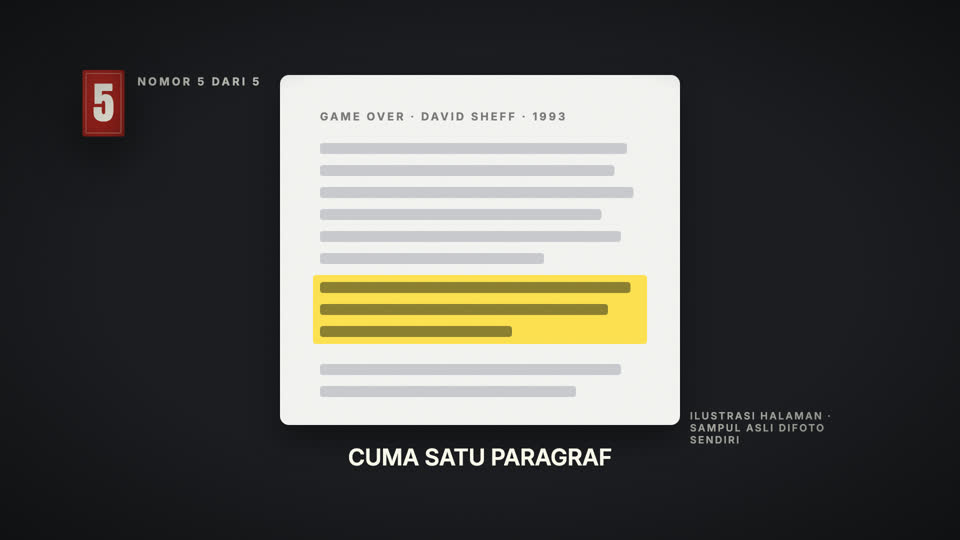 5
NOMOR 5 DARI 5
GAME OVER · DAVID SHEFF · 1993
ILUSTRASI HALAMAN ·
SAMPUL ASLI DIFOTO
SENDIRI
CUMA SATU PARAGRAF